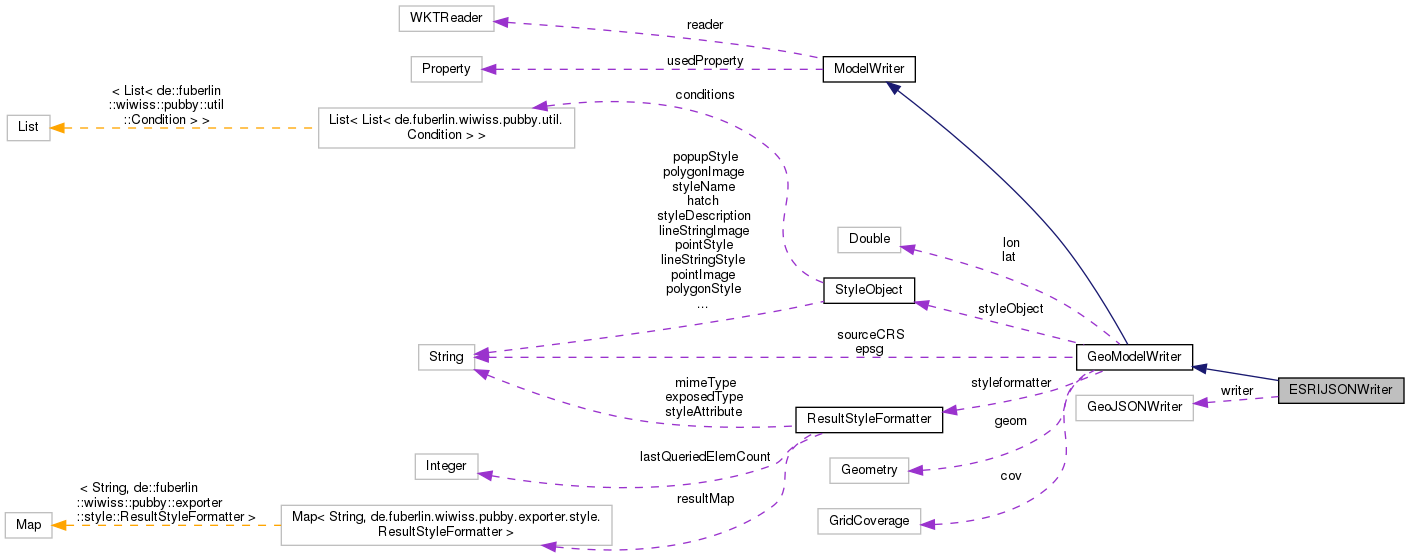 WKTReader
reader
Property
usedProperty
ModelWriter
< List< de::fuberlin
::wiwiss::pubby::util
::Condition > >
List
List< List< de.fuberlin.wiwiss.pubby.util.
Condition > >
conditions
popupStyle
polygonImage
styleName
hatch
styleDescription
lineStringImage
pointStyle
lineStringStyle
pointImage
polygonStyle
...
Double
lon
lat
StyleObject
styleObject
String
sourceCRS
epsg
GeoModelWriter
mimeType
exposedType
styleAttribute
styleformatter
ResultStyleFormatter
GeoJSONWriter
writer
ESRIJSONWriter
geom
Integer
lastQueriedElemCount
Geometry
cov
< String, de::fuberlin
::wiwiss::pubby::exporter
::style::ResultStyleFormatter >
Map
Map< String, de.fuberlin.wiwiss.pubby.exporter.style.
ResultStyleFormatter >
resultMap
GridCoverage